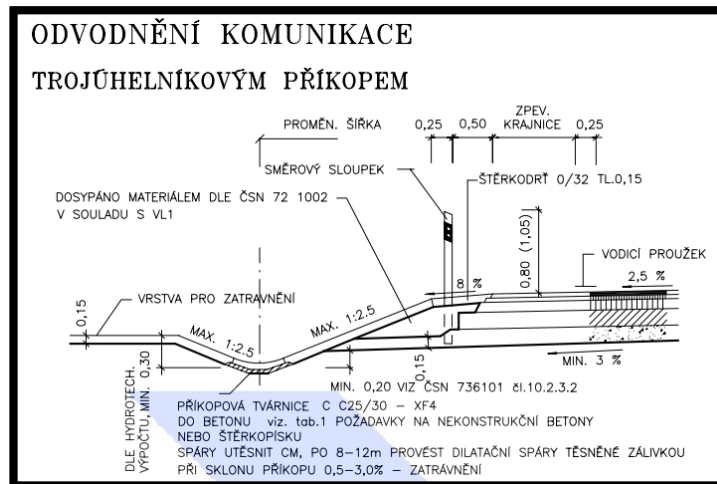 ODVODNĚNÍ KOMUNIKACE
TROJÚHELNÍKOVÝM PŘÍKOPEM
PROMĚN. ŠÍŘKA
0,25
0,50
ZPEV.
KRAJNICE
0,25
SMĚROVÝ SLOUPEK
ŠTĚRKODRŤ 0/32 TL.0,15
DOSYPÁNO MATERIÁLEM DLE ČSN 72 1002
V SOULADU S VL1
0,80 (1,05)
VODICÍ PROUŽEK
8 %
2,5 %
0,15
VRSTVA PRO ZATRAVNĚNÍ
MAX. 1:2.5
MAX. 1:2.5
0,15
MIN. 3 %
DLE HYDROTECH.
VÝPOČTU, MIN. 0,30
MIN. 0,20 VIZ ČSN 736101 čl.10.2.3.2
PŘÍKOPOVÁ TVÁRNICE C C25/30 – XF4
DO BETONU viz. tab.1 POŽADAVKY NA NEKONSTRUKČNÍ BETONY
NEBO ŠTĚRKOPÍSKU
SPÁRY UTĚSNIT CM, PO 8–12m PROVÉST DILATAČNÍ SPÁRY TĚSNĚNÉ ZÁLIVKOU
PŘI SKLONU PŘÍKOPU 0,5–3,0% – ZATRÁVNĚNÍ